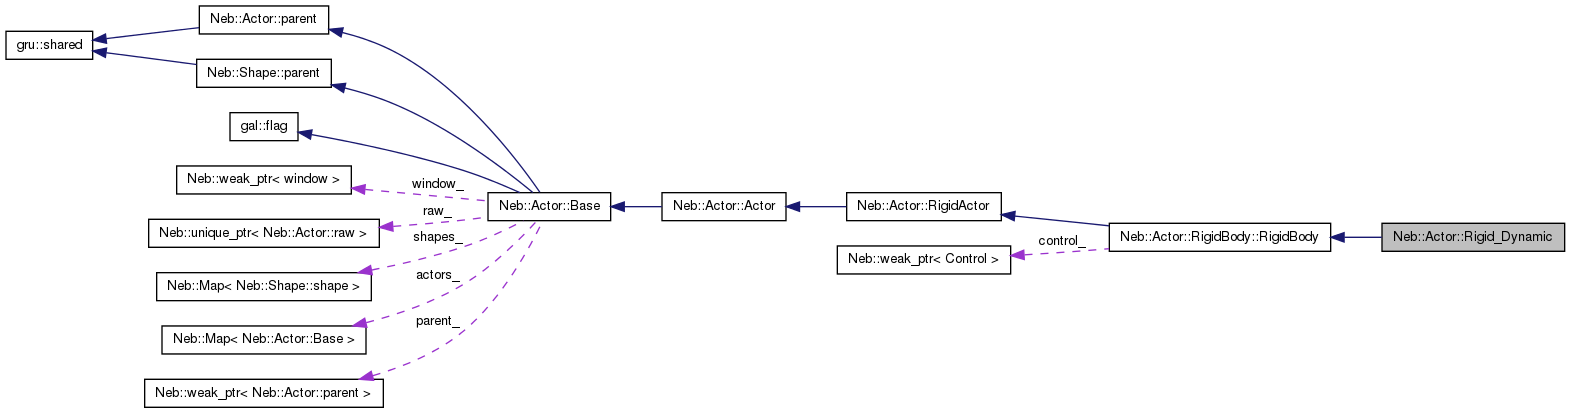 Neb::Actor::parent
gru::shared
Neb::Shape::parent
gal::flag
Neb::weak_ptr< window >
window_
Neb::unique_ptr< Neb::Actor::raw >
raw_
Neb::Map< Neb::Shape::shape >
shapes_
Neb::Map< Neb::Actor::Base >
actors_
Neb::weak_ptr< Neb::Actor::parent >
parent_
Neb::Actor::Base
Neb::Actor::Actor
Neb::Actor::RigidActor
Neb::weak_ptr< Control >
control_
Neb::Actor::RigidBody::RigidBody
Neb::Actor::Rigid_Dynamic